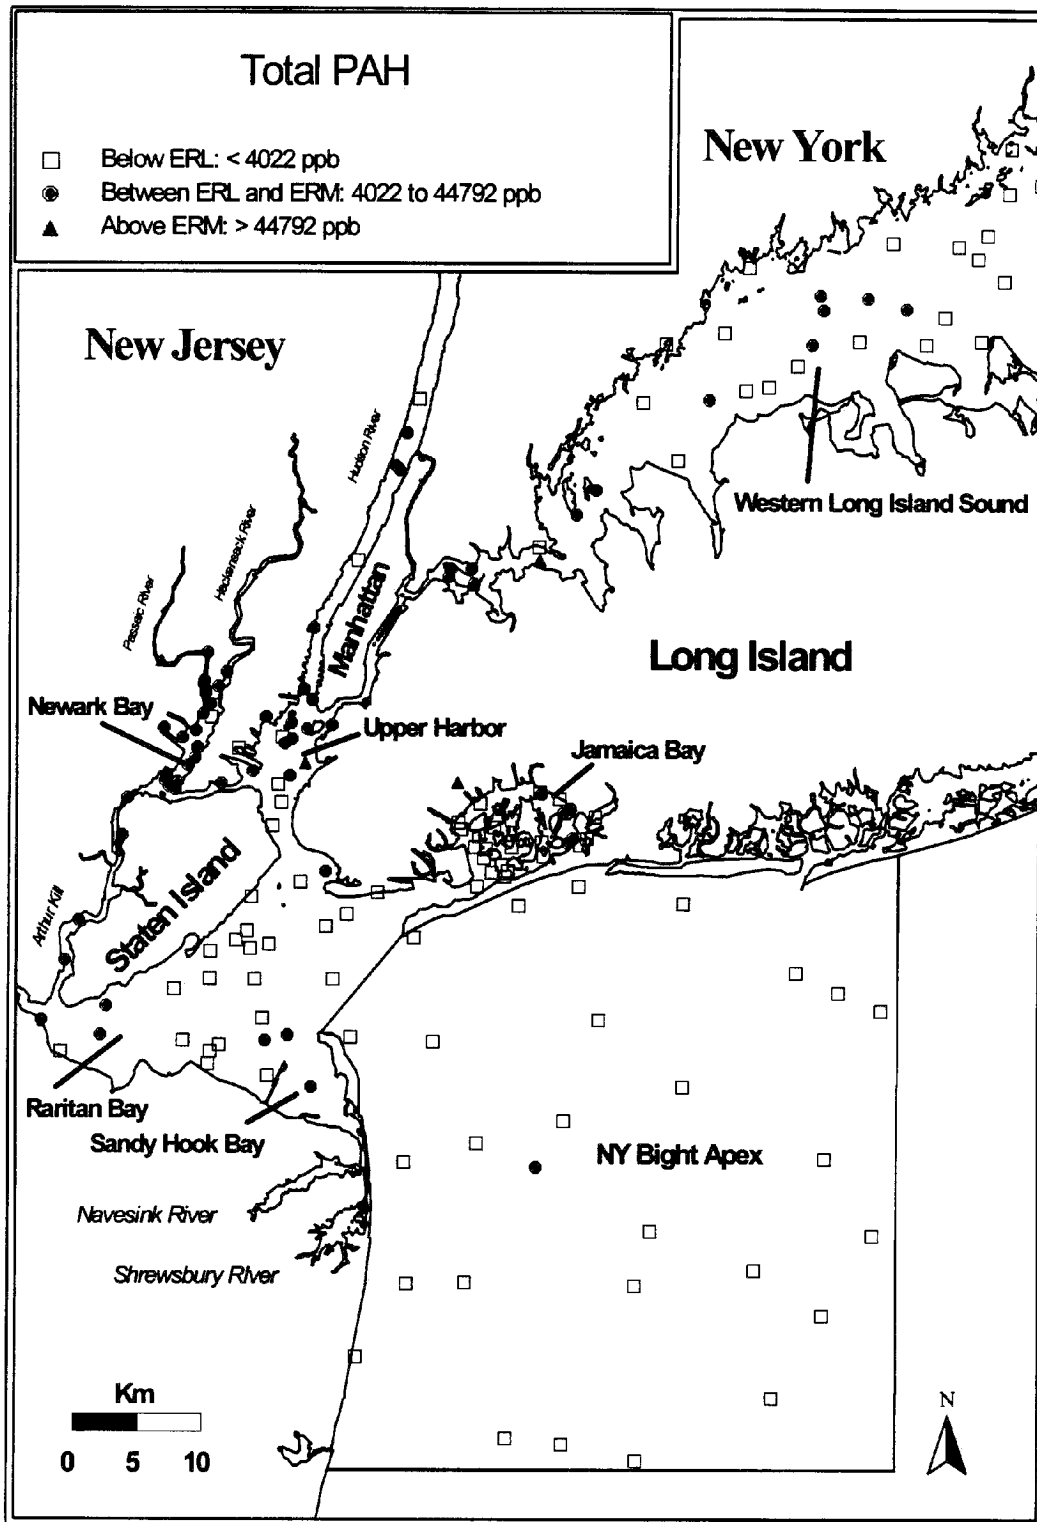 Total PAH
Below ERL: < 4022 ppb
Between ERL and ERM: 4022 to 44792 ppb
Above ERM: > 44792 ppb
New York
New Jersey
Hudson River
Hackensack River
Passaic River
Manhattan
Western Long Island Sound
Long Island
Newark Bay
Upper Harbor
Jamaica Bay
Staten Island
Arthur Kill
Raritan Bay
Sandy Hook Bay
NY Bight Apex
Navesink River
Shrewsbury River
Km
0 5 10
N